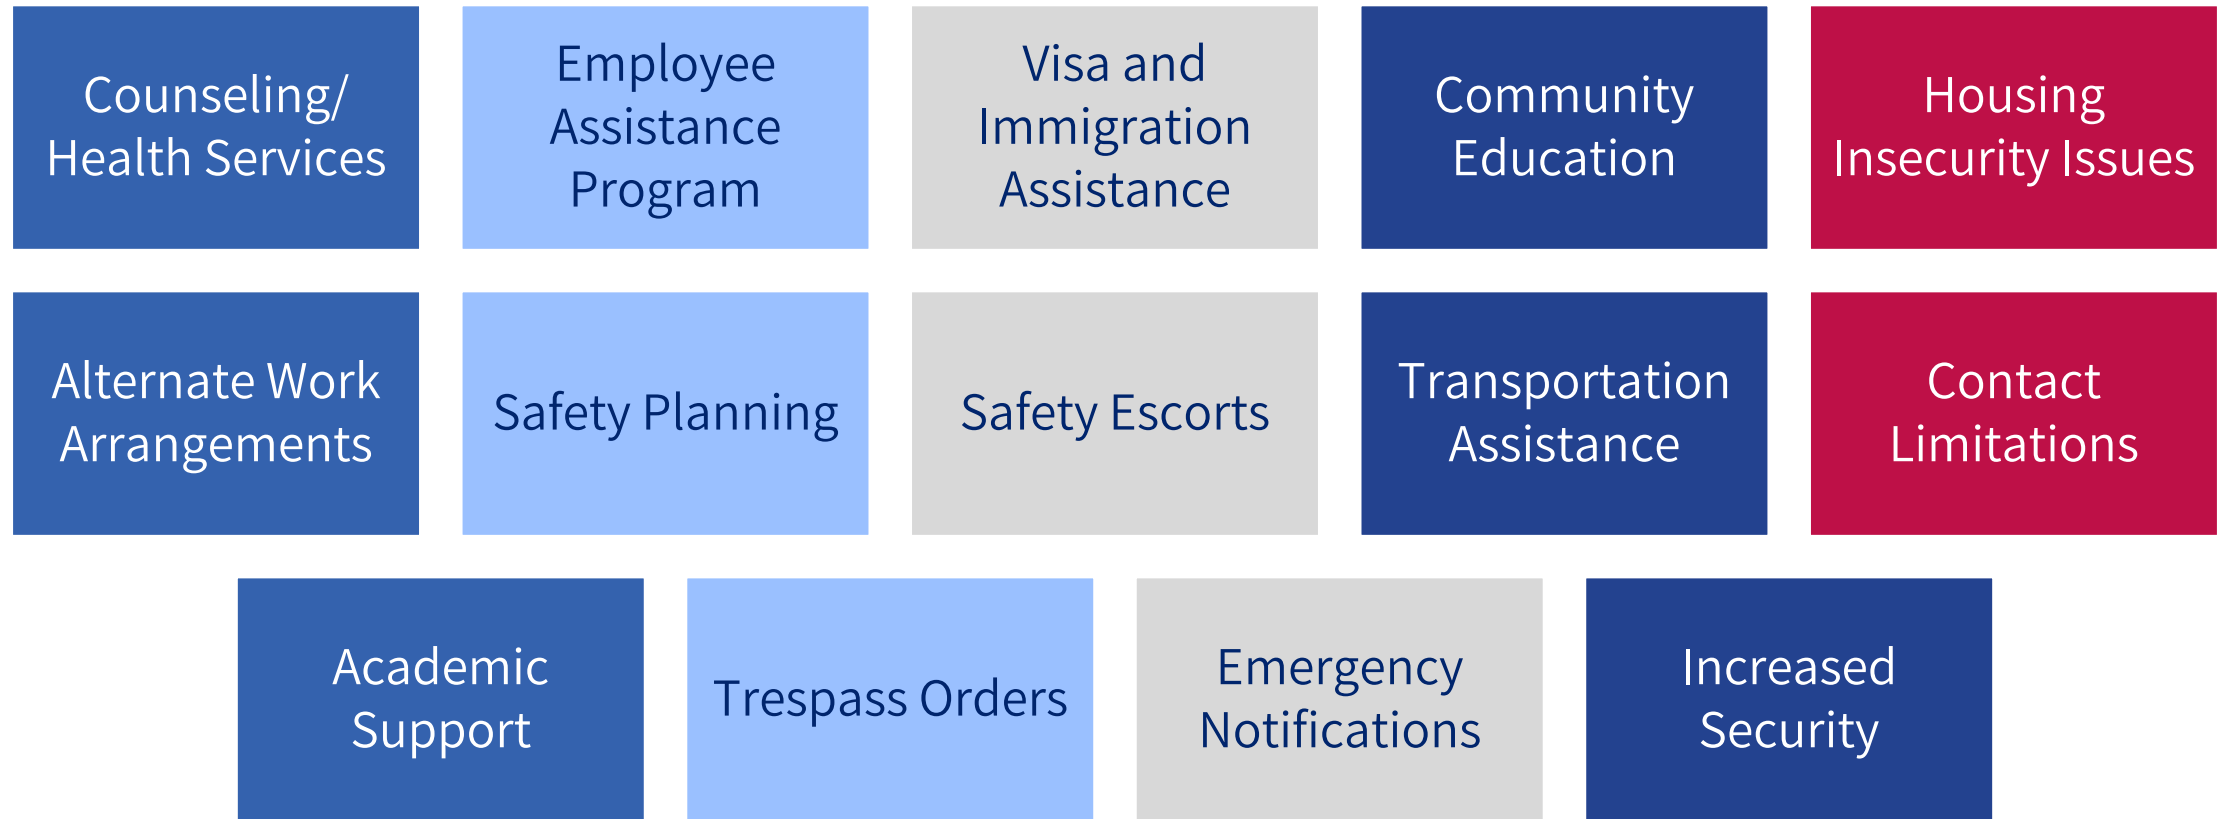 Counseling/
Health Services
Employee
Assistance
Program
Visa and
Immigration
Assistance
Community
Education
Housing
Insecurity Issues
Alternate Work
Arrangements
Safety Planning
Safety Escorts
Transportation
Assistance
Contact
Limitations
Academic
Support
Trespass Orders
Emergency
Notifications
Increased
Security